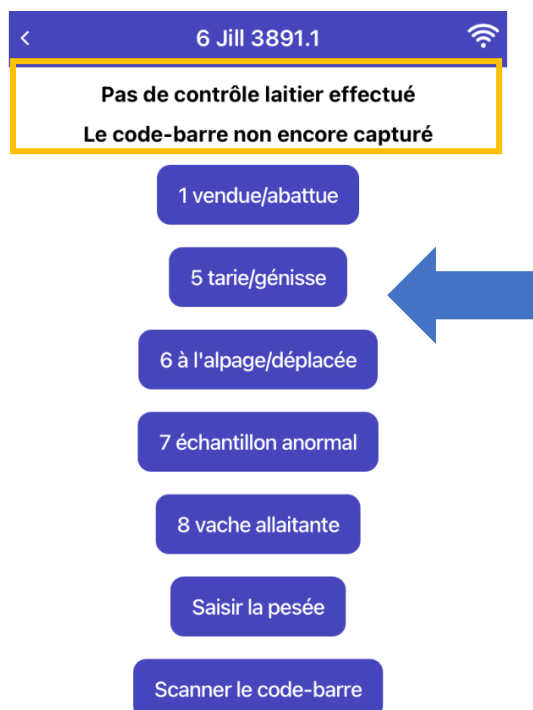 6 Jill 3891.1
Pas de contrôle laitier effectué
Le code-barre non encore capturé
1 vendue/abattue
5 tarie/génisse
6 à l'alpage/déplacée
7 échantillon anormal
8 vache allaitante
Saisir la pesée
Scanner le code-barre